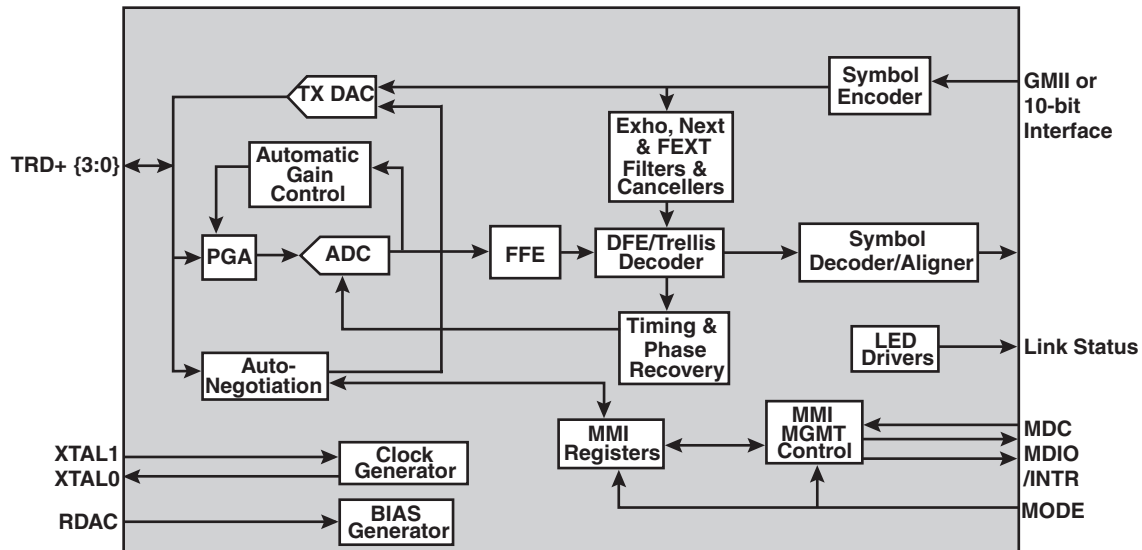 TX DAC
Symbol
Encoder
GMII or
10-bit
Interface
Exho, Next
& FEXT
Filters &
Cancellers
TRD+ {3:0}
Automatic
Gain
Control
PGA
ADC
FFE
DFE/Trellis
Decoder
Symbol
Decoder/Aligner
Timing &
Phase
Recovery
LED
Drivers
Link Status
Auto-
Negotiation
MMI
Registers
MMI
MGMT
Control
MDC
MDIO
/INTR
MODE
XTAL1
XTAL0
Clock
Generator
RDAC
BIAS
Generator